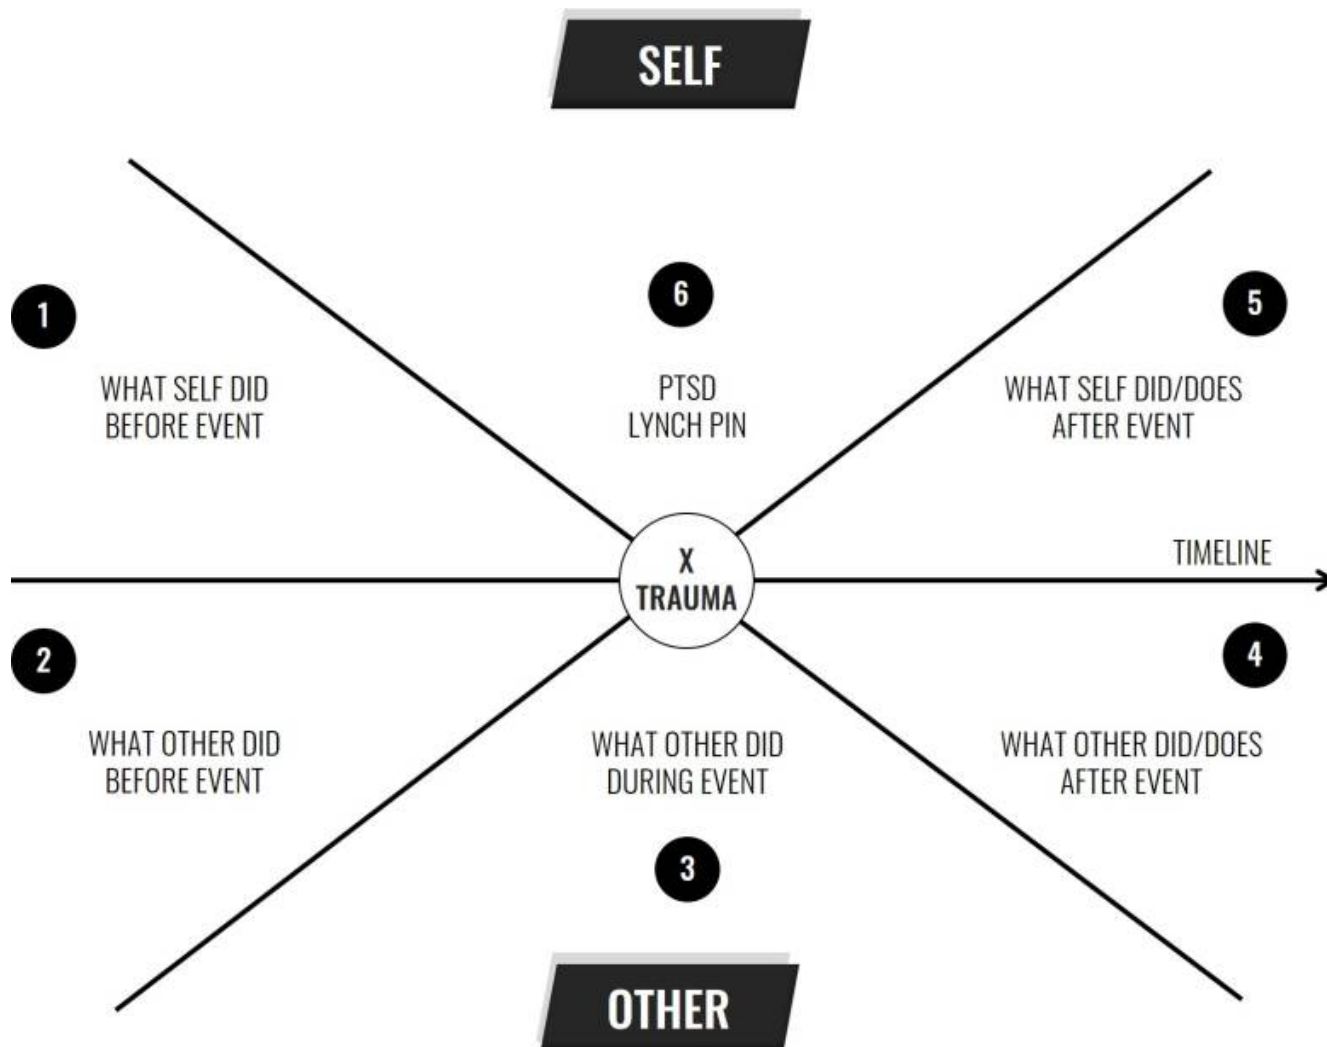 SELF
1
WHAT SELF DID
BEFORE EVENT
6
PTSD
LYNCH PIN
5
WHAT SELF DID/DOES
AFTER EVENT
X
TRAUMA
TIMELINE
2
WHAT OTHER DID
BEFORE EVENT
WHAT OTHER DID
DURING EVENT
3
4
WHAT OTHER DID/DOES
AFTER EVENT
OTHER